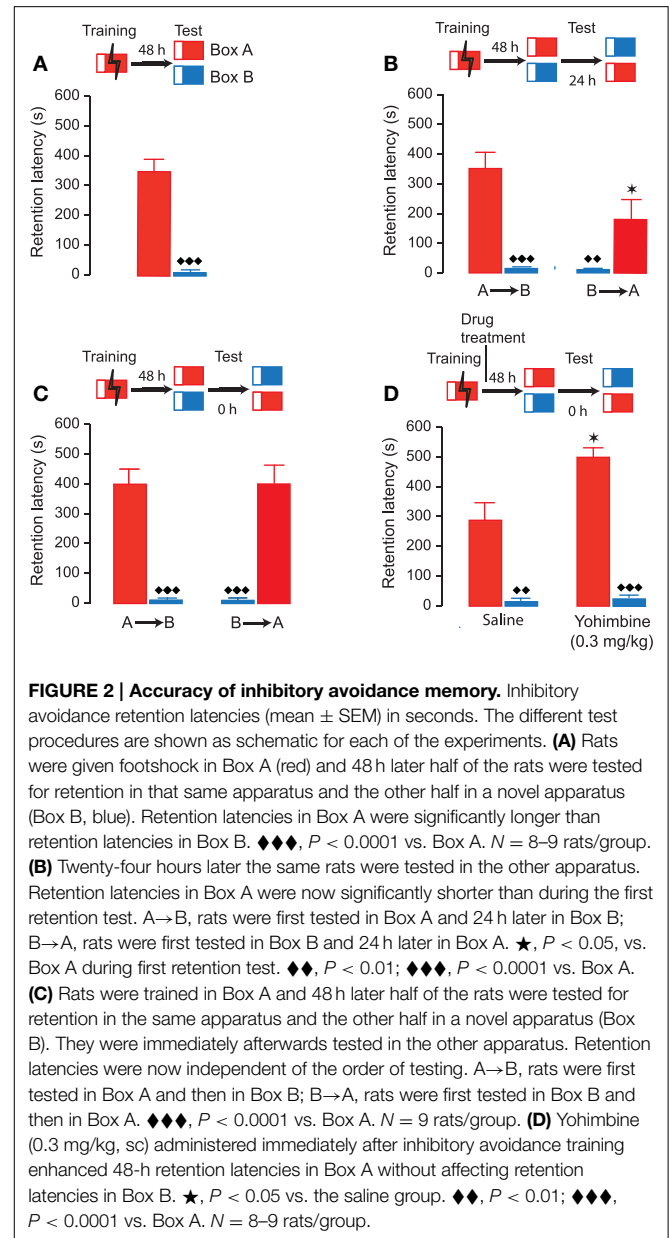 A
Training
48 h
Test
Box A
Box B
Retention latency (s)
600
500
400
300
200
100
0
♦♦♦
B
Training
48 h
Test
24 h
Retention latency (s)
600
500
400
300
200
100
0
♦♦♦
♦♦
★
A→B
B→A
C
Training
48 h
Test
0 h
Retention latency (s)
600
500
400
300
200
100
0
♦♦♦
♦♦♦
A→B
B→A
D
Drug
treatment
Training
48 h
Test
0 h
Retention latency (s)
600
500
400
300
200
100
0
♦♦
★
♦♦♦
Saline
Yohimbine
(0.3 mg/kg)
FIGURE 2 | Accuracy of inhibitory avoidance memory. Inhibitory
avoidance retention latencies (mean ± SEM) in seconds. The different test
procedures are shown as schematic for each of the experiments. (A) Rats
were given footshock in Box A (red) and 48 h later half of the rats were tested
for retention in that same apparatus and the other half in a novel apparatus
(Box B, blue). Retention latencies in Box A were significantly longer than
retention latencies in Box B. ♦♦♦, P < 0.0001 vs. Box A. N = 8–9 rats/group.
(B) Twenty-four hours later the same rats were tested in the other apparatus.
Retention latencies in Box A were now significantly shorter than during the first
retention test. A→B, rats were first tested in Box A and 24 h later in Box B;
B→A, rats were first tested in Box B and 24 h later in Box A. ★, P < 0.05, vs.
Box A during first retention test. ♦♦, P < 0.01; ♦♦♦, P < 0.0001 vs. Box A.
(C) Rats were trained in Box A and 48 h later half of the rats were tested for
retention in the same apparatus and the other half in a novel apparatus (Box
B). They were immediately afterwards tested in the other apparatus. Retention
latencies were now independent of the order of testing. A→B, rats were first
tested in Box A and then in Box B; B→A, rats were first tested in Box B and
then in Box A. ♦♦♦, P < 0.0001 vs. Box A. N = 9 rats/group. (D) Yohimbine
(0.3 mg/kg, sc) administered immediately after inhibitory avoidance training
enhanced 48-h retention latencies in Box A without affecting retention
latencies in Box B. ★, P < 0.05 vs. the saline group. ♦♦, P < 0.01; ♦♦♦,
P < 0.0001 vs. Box A. N = 8–9 rats/group.